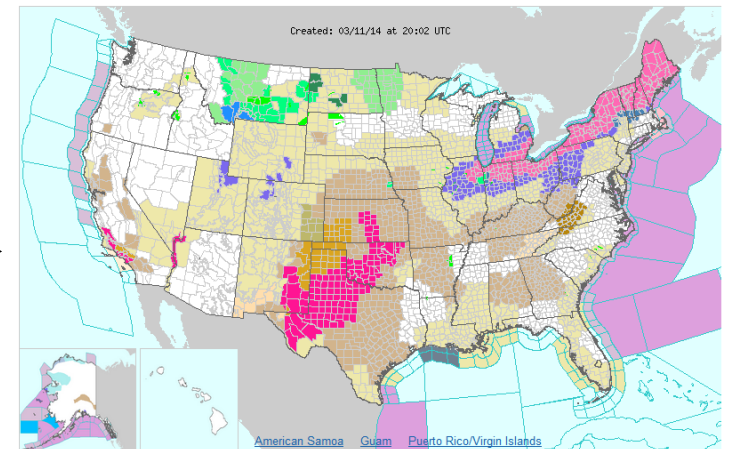 Created: 03/11/14 at 20:02 UTC
American Samoa Guam Puerto Rico/Virgin Islands